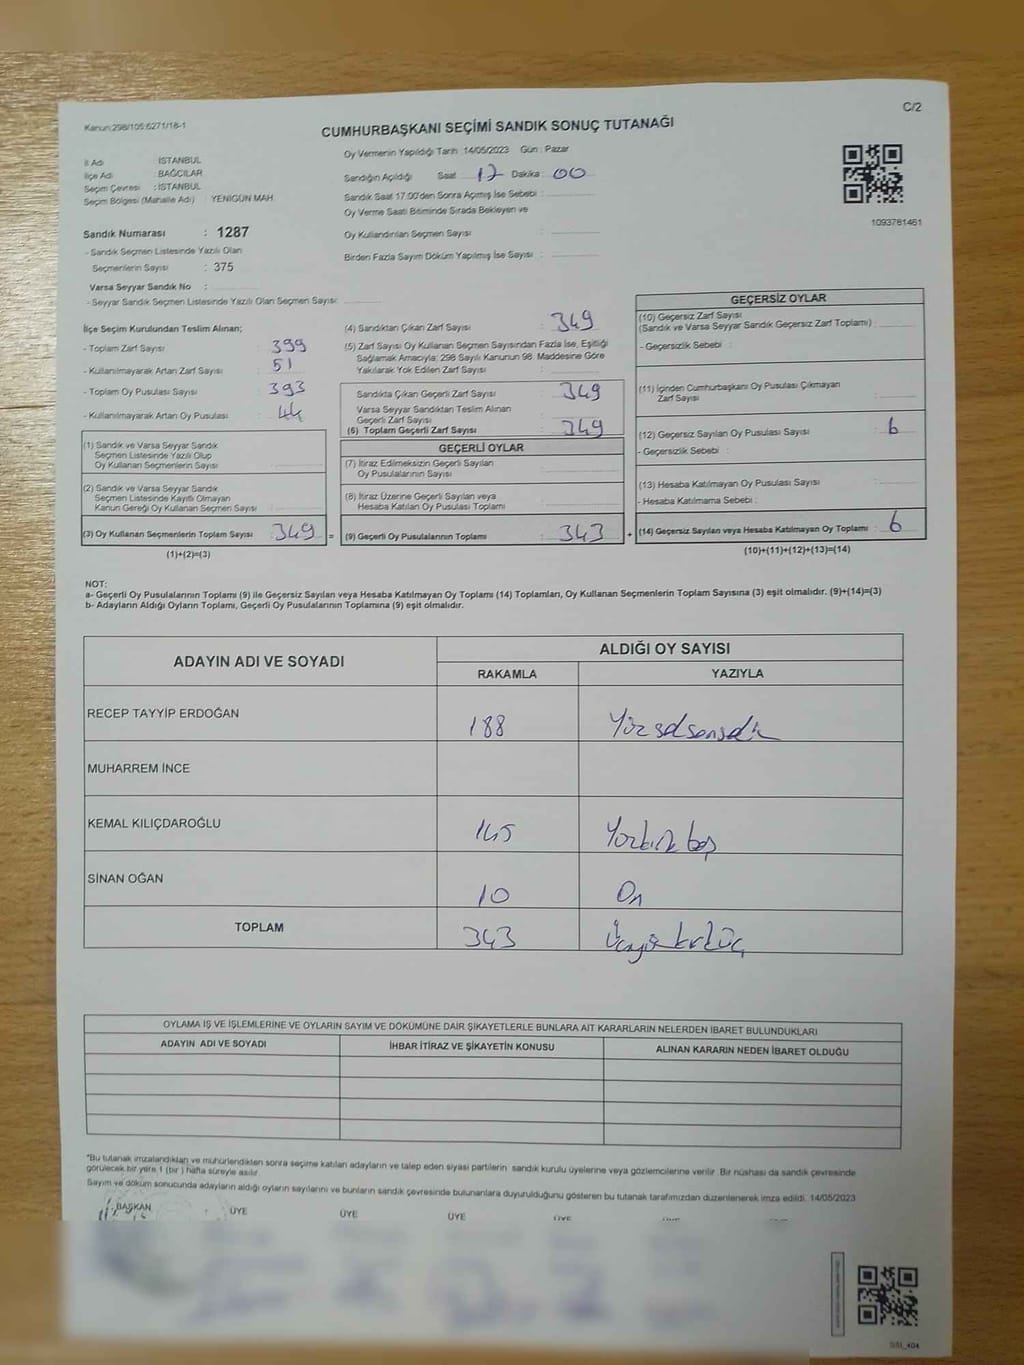 C/2
Kanun:298/105:6271/18-1
CUMHURBAŞKANI SEÇİMİ SANDIK SONUÇ TUTANAĞI
İl Adı : İSTANBUL
İlçe Adı : BAĞCILAR
Seçim Çevresi : İSTANBUL
Seçim Bölgesi (Mahalle Adı) : YENİGÜN MAH.
Oy Vermenin Yapıldığı Tarih :14/05/2023 Gün : Pazar
Sandığın Açıldığı Saat : 17 Dakika : 00
Sandık Saat 17:00'den Sonra Açılmış İse Sebebi :
Oy Verme Saati Bitiminde Sırada Bekleyen ve
Oy Kullandırılan Seçmen Sayısı :
Birden Fazla Sayım Döküm Yapılmış İse Sayısı :
1093781461
Sandık Numarası : 1287
- Sandık Seçmen Listesinde Yazılı Olan
Seçmenlerin Sayısı : 375
Varsa Seyyar Sandık No :
- Seyyar Sandık Seçmen Listesinde Yazılı Olan Seçmen Sayısı:
İlçe Seçim Kurulundan Teslim Alınan;
- Toplam Zarf Sayısı : 399
- Kullanılmayarak Artan Zarf Sayısı : 51
- Toplam Oy Pusulası Sayısı : 393
- Kullanılmayarak Artan Oy Pusulası : 44
(1) Sandık ve Varsa Seyyar Sandık
Seçmen Listesinde Yazılı Olup
Oy Kullanan Seçmenlerin Sayısı :
(2) Sandık ve Varsa Seyyar Sandık
Seçmen Listesinde Kayıtlı Olmayan
Kanun Gereği Oy Kullanan Seçmen Sayısı :
(3) Oy Kullanan Seçmenlerin Toplam Sayısı : 349 =
(1)+(2)=(3)
(4) Sandıktan Çıkan Zarf Sayısı : 349
(5) Zarf Sayısı Oy Kullanan Seçmen Sayısından Fazla İse, Eşitliği
Sağlamak Amacıyla; 298 Sayılı Kanunun 98. Maddesine Göre
Yakılarak Yok Edilen Zarf Sayısı :
Sandıkta Çıkan Geçerli Zarf Sayısı : 349
Varsa Seyyar Sandıktan Teslim Alınan
Geçerli Zarf Sayısı :
(6) Toplam Geçerli Zarf Sayısı : 349
GEÇERLİ OYLAR
(7) İtiraz Edilmeksizin Geçerli Sayılan
Oy Pusulalarının Sayısı :
(8) İtiraz Üzerine Geçerli Sayılan veya
Hesaba Katılan Oy Pusulaları Toplamı :
(9) Geçerli Oy Pusulalarının Toplamı : 343 +
GEÇERSİZ OYLAR
(10) Geçersiz Zarf Sayısı
(Sandık ve Varsa Seyyar Sandık Geçersiz Zarf Toplamı) :
- Geçersizlik Sebebi :
(11) İçinden Cumhurbaşkanı Oy Pusulası Çıkmayan
Zarf Sayısı :
(12) Geçersiz Sayılan Oy Pusulası Sayısı : 6
- Geçersizlik Sebebi :
(13) Hesaba Katılmayan Oy Pusulası Sayısı :
- Hesaba Katılmama Sebebi :
(14) Geçersiz Sayılan veya Hesaba Katılmayan Oy Toplamı : 6
(10)+(11)+(12)+(13)=(14)
NOT:
a- Geçerli Oy Pusulalarının Toplamı (9) ile Geçersiz Sayılan veya Hesaba Katılmayan Oy Toplamı (14) Toplamları, Oy Kullanan Seçmenlerin Toplam Sayısına (3) eşit olmalıdır. (9)+(14)=(3)
b- Adayların Aldığı Oyların Toplamı, Geçerli Oy Pusulalarının Toplamına (9) eşit olmalıdır.
ADAYIN ADI VE SOYADI ALDIĞI OY SAYISI
RAKAMLA YAZIYLA
RECEP TAYYİP ERDOĞAN 188 Yüzseksensekiz
MUHARREM İNCE
KEMAL KILIÇDAROĞLU 145 Yüzkırk beş
SİNAN OĞAN 10 On
TOPLAM 343 Üçyüzkırküç
OYLAMA İŞ VE İŞLEMLERİNE VE OYLARIN SAYIM VE DÖKÜMÜNE DAİR ŞİKAYETLERLE BUNLARA AİT KARARLARIN NELERDEN İBARET BULUNDUKLARI
ADAYIN ADI VE SOYADI İHBAR İTİRAZ VE ŞİKAYETİN KONUSU ALINAN KARARIN NEDEN İBARET OLDUĞU
*Bu tutanak imzalandıktan ve mühürlendikten sonra seçime katılan adayların ve talep eden siyasi partilerin sandık kurulu üyelerine veya gözlemcilerine verilir. Bir nüshası da sandık çevresinde
görülecek bir yere 1 (bir ) hafta süreyle asılır.
Sayım ve döküm sonucunda adayların aldığı oyların sayılarını ve bunların sandık çevresinde bulunanlara duyurulduğunu gösteren bu tutanak tarafımızdan düzenlenerek imza edildi. 14/05/2023
BAŞKAN ÜYE ÜYE ÜYE ÜYE